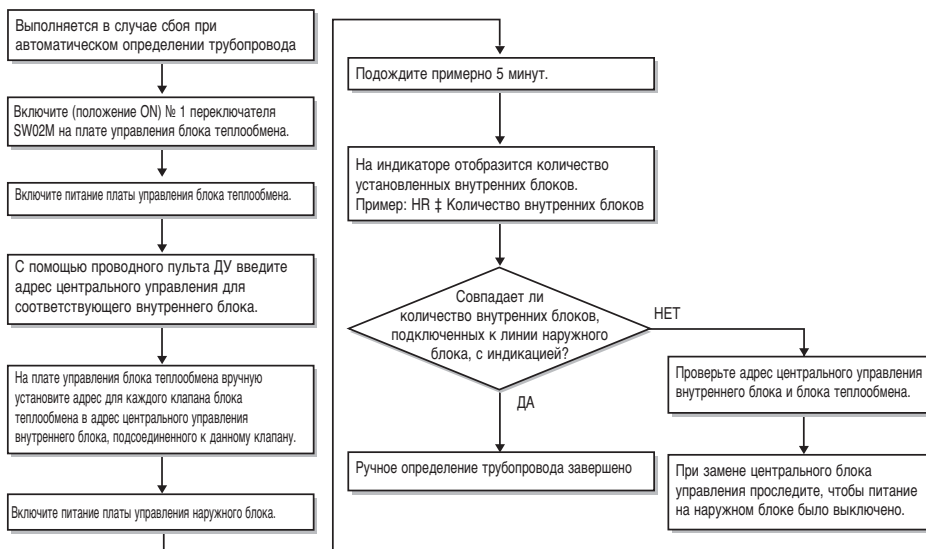 Выполняется в случае сбоя при
автоматическом определении трубопровода
Включите (положение ON) № 1 переключателя
SW02M на плате управления блока теплообмена.
Включите питание платы управления блока теплообмена.
С помощью проводного пульта ДУ введите
адрес центрального управления для
соответствующего внутреннего блока.
На плате управления блока теплообмена вручную
установите адрес для каждого клапана блока
теплообмена в адрес центрального управления
внутреннего блока, подсоединенного к данному клапану.
Включите питание платы управления наружного блока.
Подождите примерно 5 минут.
На индикаторе отобразится количество
установленных внутренних блоков.
Пример: HR ‡ Количество внутренних блоков
Совпадает ли
количество внутренних блоков,
подключенных к линии наружного
блока, с индикацией?
НЕТ
ДА
Ручное определение трубопровода завершено
Проверьте адрес центрального управления
внутреннего блока и блока теплообмена.
При замене центрального блока
управления проследите, чтобы питание
на наружном блоке было выключено.